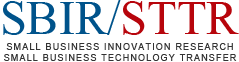 SBIR/STTR
SMALL BUSINESS INNOVATION RESEARCH
SMALL BUSINESS TECHNOLOGY TRANSFER